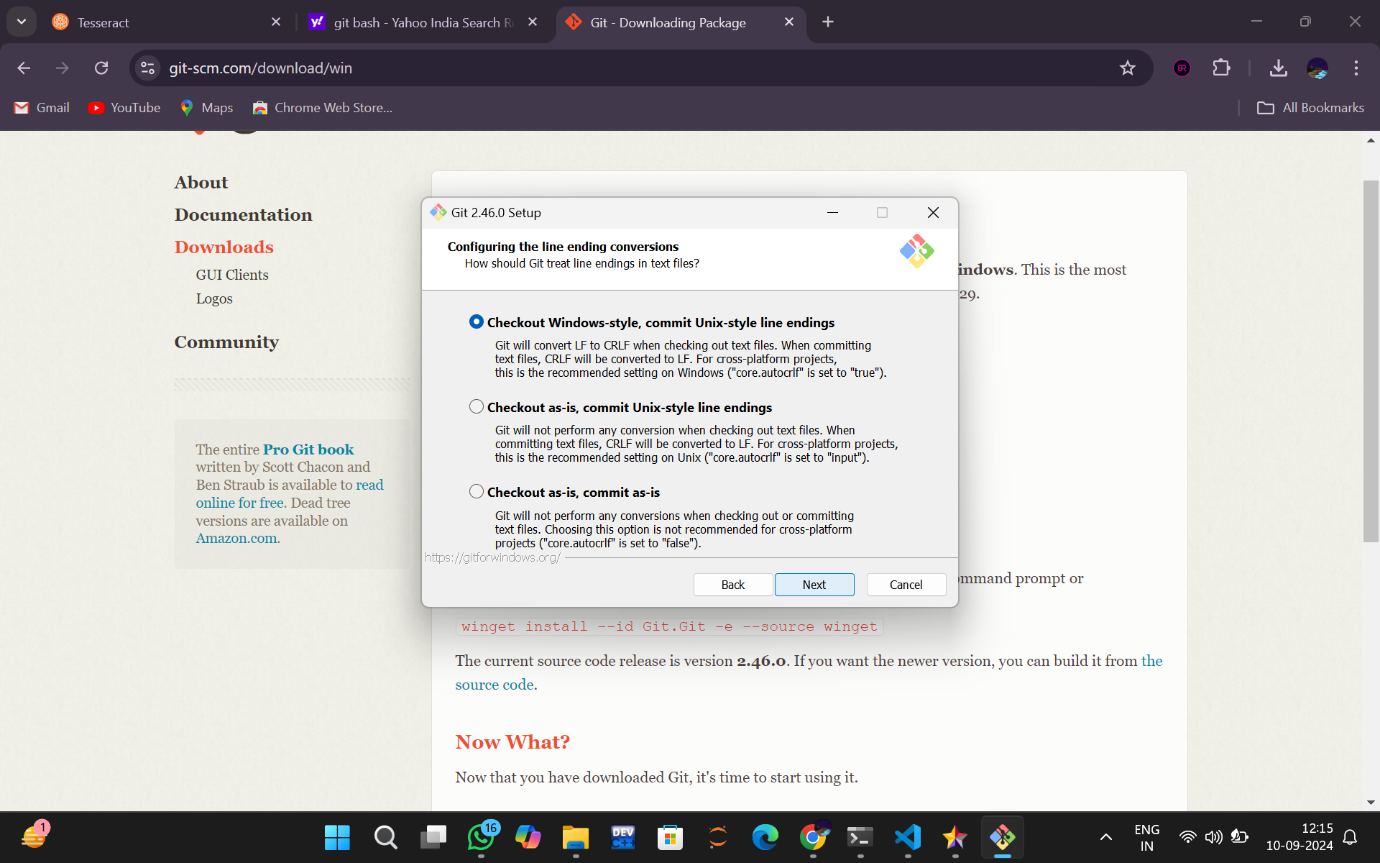 Tesseract
git bash - Yahoo India Search R
Git - Downloading Package
git-scm.com/download/win
Gmail
YouTube
Maps
Chrome Web Store...
All Bookmarks
About
Documentation
Downloads
GUI Clients
Logos
Community
The entire Pro Git book
written by Scott Chacon and
Ben Straub is available to read
online for free. Dead tree
versions are available on
Amazon.com.
indows. This is the most
29.
Git 2.46.0 Setup
Configuring the line ending conversions
How should Git treat line endings in text files?
Checkout Windows-style, commit Unix-style line endings
Git will convert LF to CRLF when checking out text files. When committing
text files, CRLF will be converted to LF. For cross-platform projects,
this is the recommended setting on Windows ("core.autocrlf" is set to "true").
Checkout as-is, commit Unix-style line endings
Git will not perform any conversion when checking out text files. When
committing text files, CRLF will be converted to LF. For cross-platform projects,
this is the recommended setting on Unix ("core.autocrlf" is set to "input").
Checkout as-is, commit as-is
Git will not perform any conversions when checking out or committing
text files. Choosing this option is not recommended for cross-platform
projects ("core.autocrlf" is set to "false").
https://gitforwindows.org/
Back
Next
Cancel
mmand prompt or
winget install --id Git.Git -e --source winget
The current source code release is version 2.46.0. If you want the newer version, you can build it from the
source code.
Now What?
Now that you have downloaded Git, it's time to start using it.
1
16
DEV
ENG
IN
12:15
10-09-2024